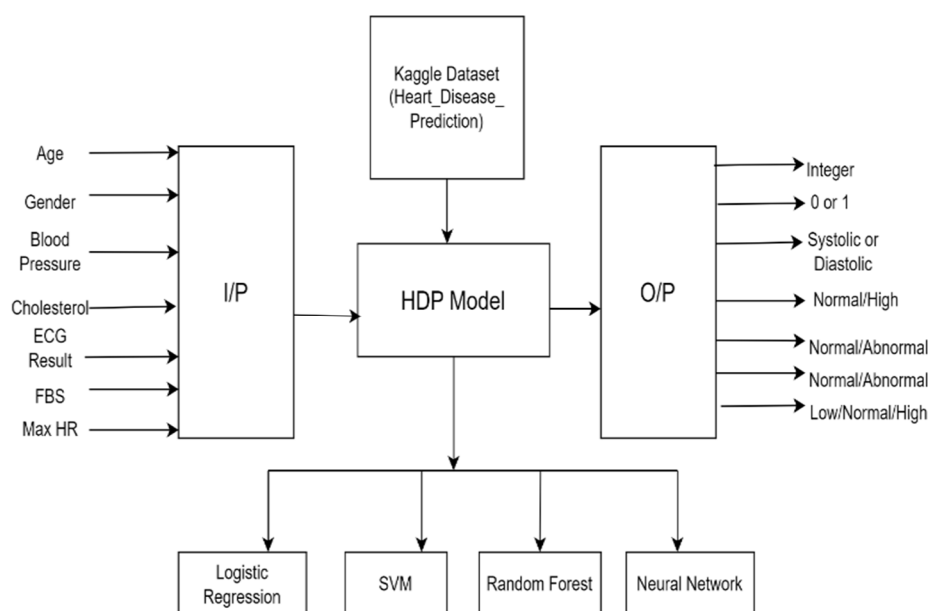 Kaggle Dataset
(Heart_Disease_
Prediction)
Age
Gender
Blood
Pressure
Cholesterol
ECG
Result
FBS
Max HR
I/P
HDP Model
O/P
Integer
0 or 1
Systolic or
Diastolic
Normal/High
Normal/Abnormal
Normal/Abnormal
Low/Normal/High
Logistic
Regression
SVM
Random Forest
Neural Network